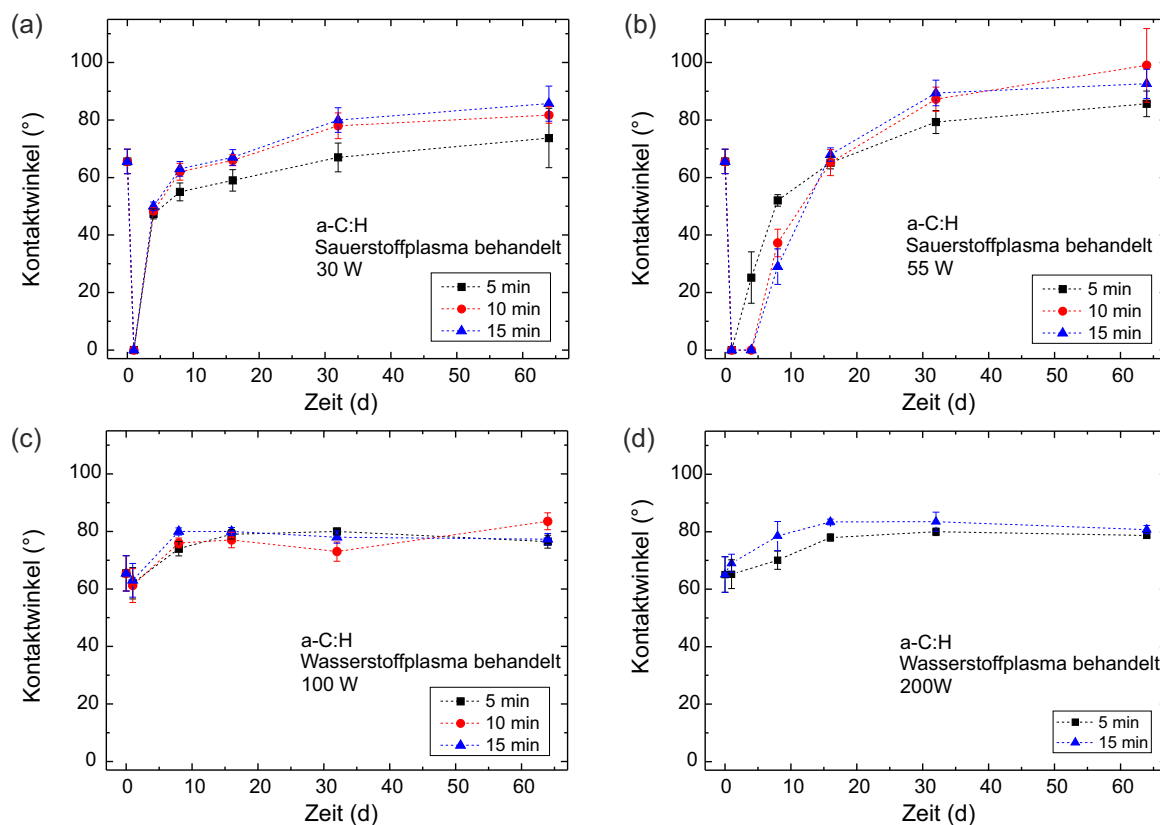 (a)
Kontaktwinkel (°)
100
80
60
40
20
0
a-C:H
Sauerstoffplasma behandelt
30 W
5 min
10 min
15 min
0 10 20 30 40 50 60
Zeit (d)
(b)
Kontaktwinkel (°)
100
80
60
40
20
0
a-C:H
Sauerstoffplasma behandelt
55 W
5 min
10 min
15 min
0 10 20 30 40 50 60
Zeit (d)
(c)
Kontaktwinkel (°)
100
80
60
40
20
0
a-C:H
Wasserstoffplasma behandelt
100 W
5 min
10 min
15 min
0 10 20 30 40 50 60
Zeit (d)
(d)
Kontaktwinkel (°)
100
80
60
40
20
0
a-C:H
Wasserstoffplasma behandelt
200W
5 min
15 min
0 10 20 30 40 50 60
Zeit (d)